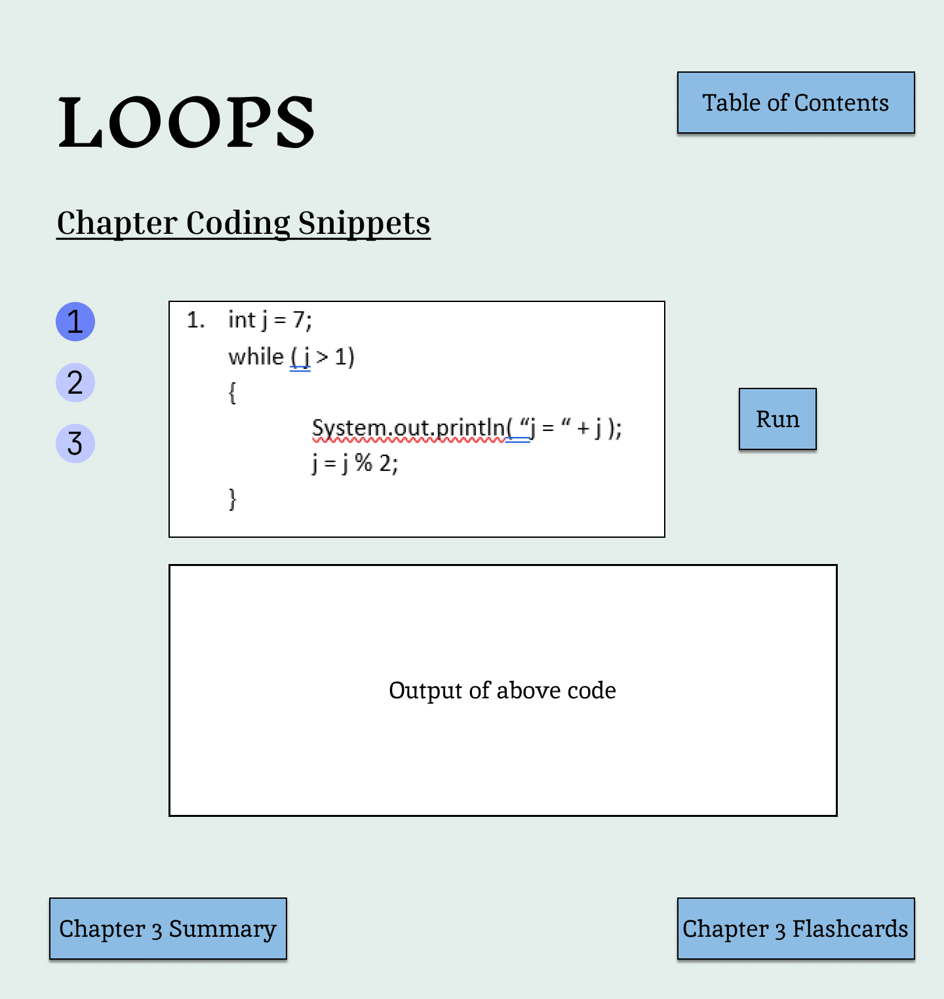 LOOPS
Table of Contents
Chapter Coding Snippets
1
2
3
1. int j = 7;
while ( j > 1)
{
System.out.println( “j = “ + j );
j = j % 2;
}
Run
Output of above code
Chapter 3 Summary
Chapter 3 Flashcards